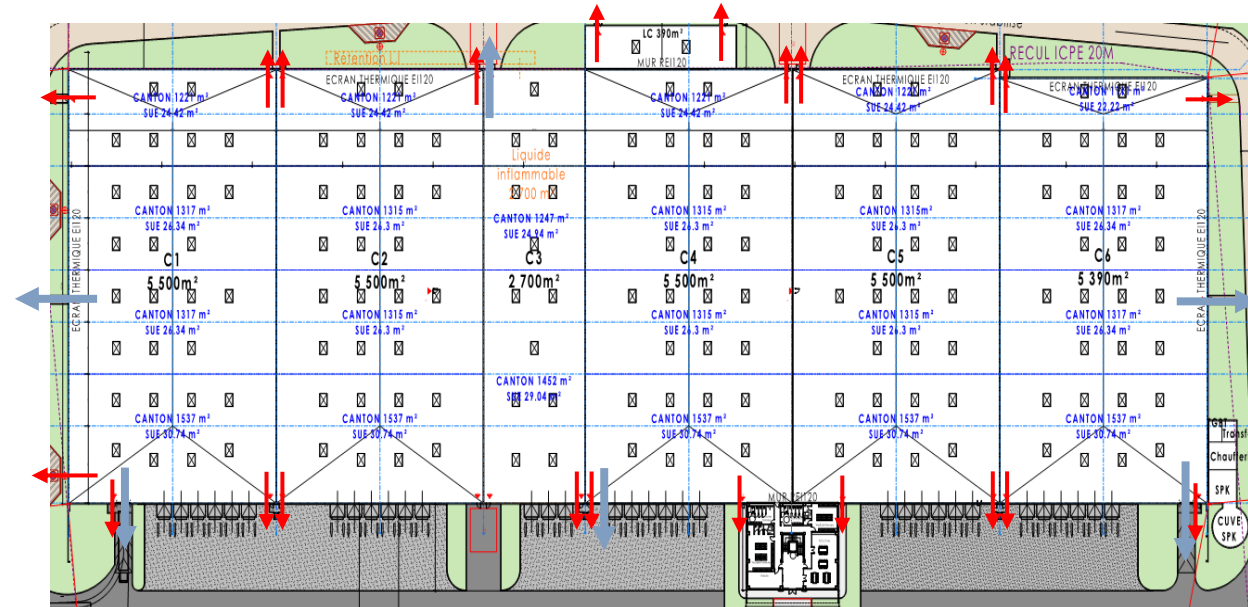 LC 390m²
MUR REI120
Rétention LI
RECUL ICPE 20M
ECRAN THERMIQUE EI120
ECRAN THERMIQUE EI120
ECRAN THERMIQUE EI120
CANTON 1221 m²
SUE 24.42 m²
CANTON 1221 m²
SUE 24.42 m²
CANTON 1221 m²
SUE 24.42 m²
CANTON 1221 m²
SUE 24.42 m²
CANTON
SUE 22.22 m²
Liquide
inflammable
2 700 m²
CANTON 1317 m²
SUE 26.34 m²
CANTON 1315 m²
SUE 26.3 m²
CANTON 1247 m²
SUE 24.94 m²
CANTON 1315 m²
SUE 26.3 m²
CANTON 1315m²
SUE 26.3 m²
CANTON 1317 m²
SUE 26.34 m²
ECRAN THERMIQUE EI120
ECRAN THERMIQUE EI120
C1
5 500m²
C2
5 500m²
C3
2 700m²
C4
5 500m²
C5
5 500m²
C6
5 390m²
CANTON 1317 m²
SUE 26.34 m²
CANTON 1315 m²
SUE 26.3 m²
CANTON 1315 m²
SUE 26.3 m²
CANTON 1315 m²
SUE 26.3 m²
CANTON 1317 m²
SUE 26.34 m²
CANTON 1452 m²
SUE 29.04 m²
CANTON 1537 m²
SUE 30.74 m²
CANTON 1537 m²
SUE 30.74 m²
CANTON 1537 m²
SUE 30.74 m²
CANTON 1537 m²
SUE 30.74 m²
CANTON 1537 m²
SUE 30.74 m²
MUR REI120
Transf
Chauffer
SPK
CUVE
SPK